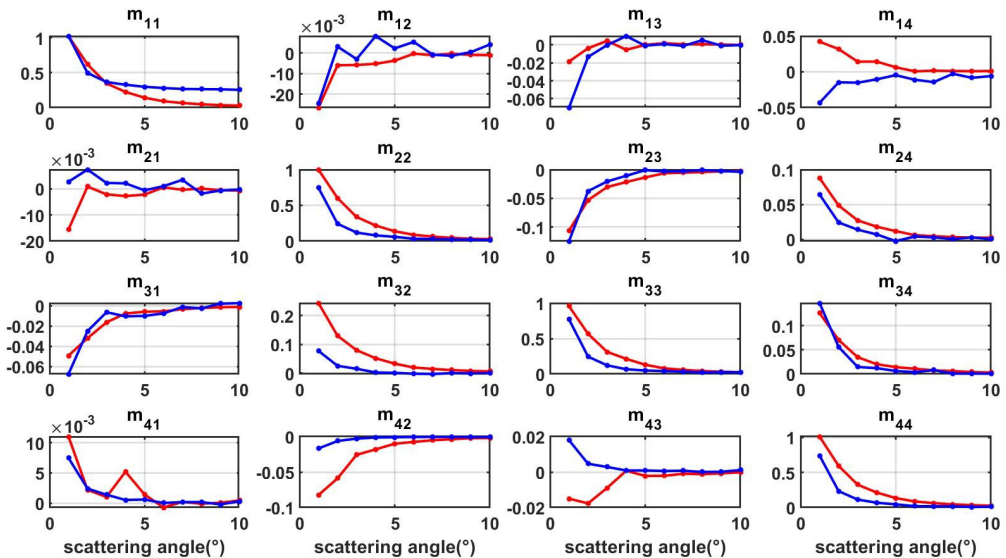 m11 m12 m13 m14
1 0.5 0 0 5 10
×10-3 0 -10 -20 0 5 10
0 -0.02 -0.04 -0.06 0 5 10
0.05 0 -0.05 0 5 10
m21 m22 m23 m24
×10-3 0 -10 -20 0 5 10
1 0.5 0 0 5 10
0 -0.05 -0.1 0 5 10
0.1 0.05 0 0 5 10
m31 m32 m33 m34
0 -0.02 -0.04 -0.06 0 5 10
0.2 0.1 0 0 5 10
1 0.5 0 0 5 10
0.1 0.05 0 0 5 10
m41 m42 m43 m44
×10-3 10 5 0 0 5 10
0 -0.05 -0.1 0 5 10
0.02 0 -0.02 0 5 10
1 0.5 0 0 5 10
scattering angle(°) scattering angle(°) scattering angle(°) scattering angle(°)